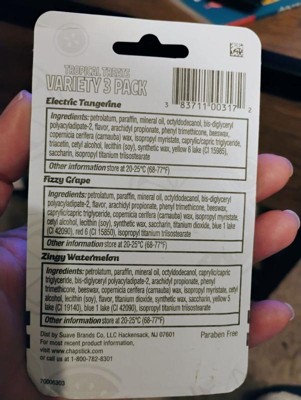 TROPICAL TREATS
VARIETY 3 PACK
3 83711 00317 2
Electric Tangerine
Ingredients: petrolatum, paraffin, mineral oil, octyldodecanol, bis-diglyceryl
polyacyladipate-2, flavor, arachidyl propionate, phenyl trimethicone, beeswax,
copernicia cerifera (carnauba) wax, isopropyl myristate, caprylic/capric triglyceride,
triacetin, cetyl alcohol, lecithin (soy), synthetic wax, yellow 6 lake (CI 15985),
saccharin, isopropyl titanium triisostearate
Other information store at 20-25°C (68-77°F)
Fizzy Grape
Ingredients: petrolatum, paraffin, mineral oil, octyldodecanol, bis-diglyceryl
polyacyladipate-2, flavor, arachidyl propionate, phenyl trimethicone, beeswax,
caprylic/capric triglyceride, copernicia cerifera (carnauba) wax, isopropyl myristate,
cetyl alcohol, lecithin (soy), synthetic wax, saccharin, titanium dioxide, blue 1 lake
(CI 42090), red 6 (CI 15850), isopropyl titanium triisostearate
Other information store at 20-25°C (68-77°F)
Zingy Watermelon
Ingredients: petrolatum, paraffin, mineral oil, octyldodecanol, caprylic/capric
triglyceride, bis-diglyceryl polyacyladipate-2, arachidyl propionate, phenyl
trimethicone, beeswax, copernicia cerifera (carnauba) wax, isopropyl myristate, cetyl
alcohol, lecithin (soy), flavor, titanium dioxide, synthetic wax, saccharin, yellow 5
lake (CI 19140), blue 1 lake (CI 42090), isopropyl titanium triisostearate
Other information store at 20-25°C (68-77°F)
Dist by Suave Brands Co, LLC Hackensack, NJ 07601
For most recent product information,
visit www.chapstick.com
or call us at 1-800-782-8301
Paraben Free